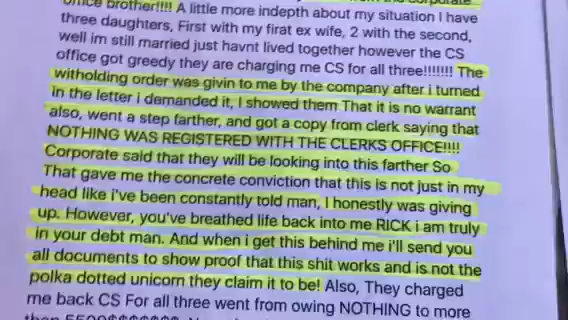 office brother!!!! A little more indepth about my situation I have
three daughters, First with my firat ex wife, 2 with the second,
well im still married just havnt lived together however the CS
office got greedy they are charging me CS for all three!!!!!!! The
witholding order was givin to me by the company after i turned
in the letter i demanded it, I showed them That it is no warrant
also, went a step farther, and got a copy from clerk saying that
NOTHING WAS REGISTERED WITH THE CLERKS OFFICE!!!!
Corporate said that they will be looking into this farther So
That gave me the concrete conviction that this is not just in my
head like i've been constantly told man, I honestly was giving
up. However, you've breathed life back into me RICK i am truly
in your debt man. And when i get this behind me i'll send you
all documents to show proof that this shit works and is not the
polka dotted unicorn they claim it to be! Also, They charged
me back CS For all three went from owing NOTHING to more